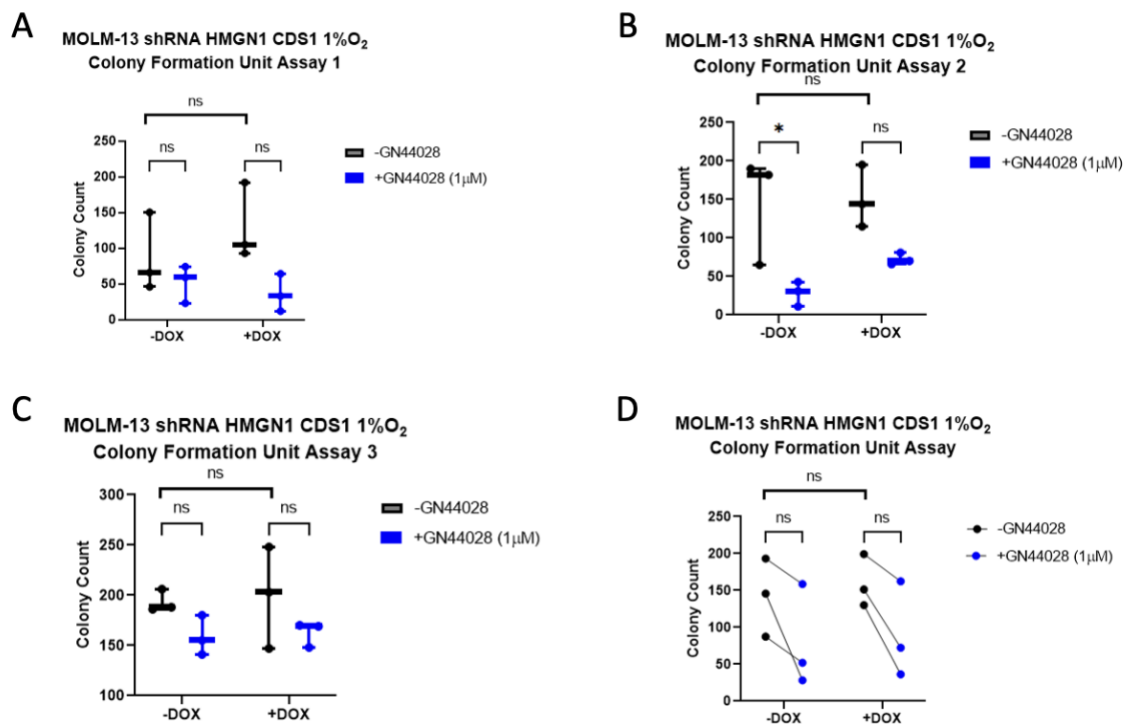 A
MOLM-13 shRNA HMGN1 CDS1 1%O₂
Colony Formation Unit Assay 1
ns
ns
ns
250
200
150
100
50
0
Colony Count
-DOX
+DOX
-GN44028
+GN44028 (1μM)
B
MOLM-13 shRNA HMGN1 CDS1 1%O₂
Colony Formation Unit Assay 2
ns
*
ns
250
200
150
100
50
0
Colony Count
-DOX
+DOX
-GN44028
+GN44028 (1μM)
C
MOLM-13 shRNA HMGN1 CDS1 1%O₂
Colony Formation Unit Assay 3
ns
ns
ns
300
250
200
150
100
Colony Count
-DOX
+DOX
-GN44028
+GN44028 (1μM)
D
MOLM-13 shRNA HMGN1 CDS1 1%O₂
Colony Formation Unit Assay
ns
ns
ns
250
200
150
100
50
0
Colony Count
-DOX
+DOX
-GN44028
+GN44028 (1μM)